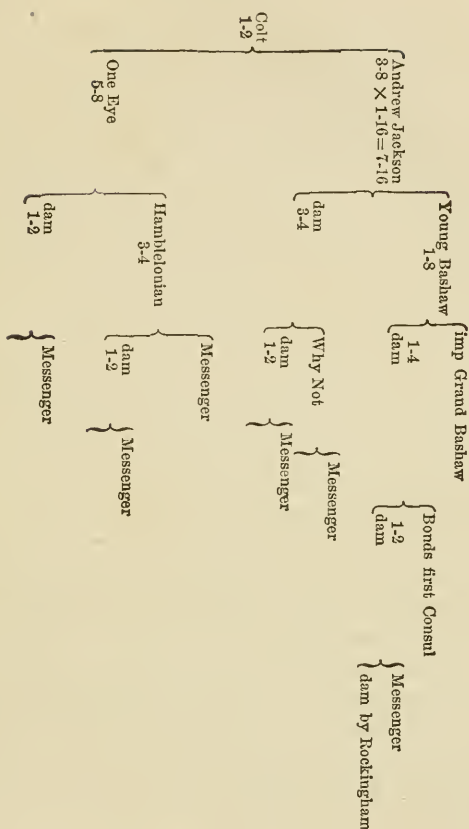 Colt
1-2
Andrew Jackson
3-8 × 1-16=7-16
Young Bashaw
1-8
imp Grand Bashaw
1-4
dam
Bonds first Consul
1-2
dam
Messenger
dam by Rockingham
dam
3-4
Why Not
dam
1-2
Messenger
Messenger
One Eye
5-8
Hamblelonian
3-4
Messenger
dam
1-2
Messenger
dam
1-2
Messenger